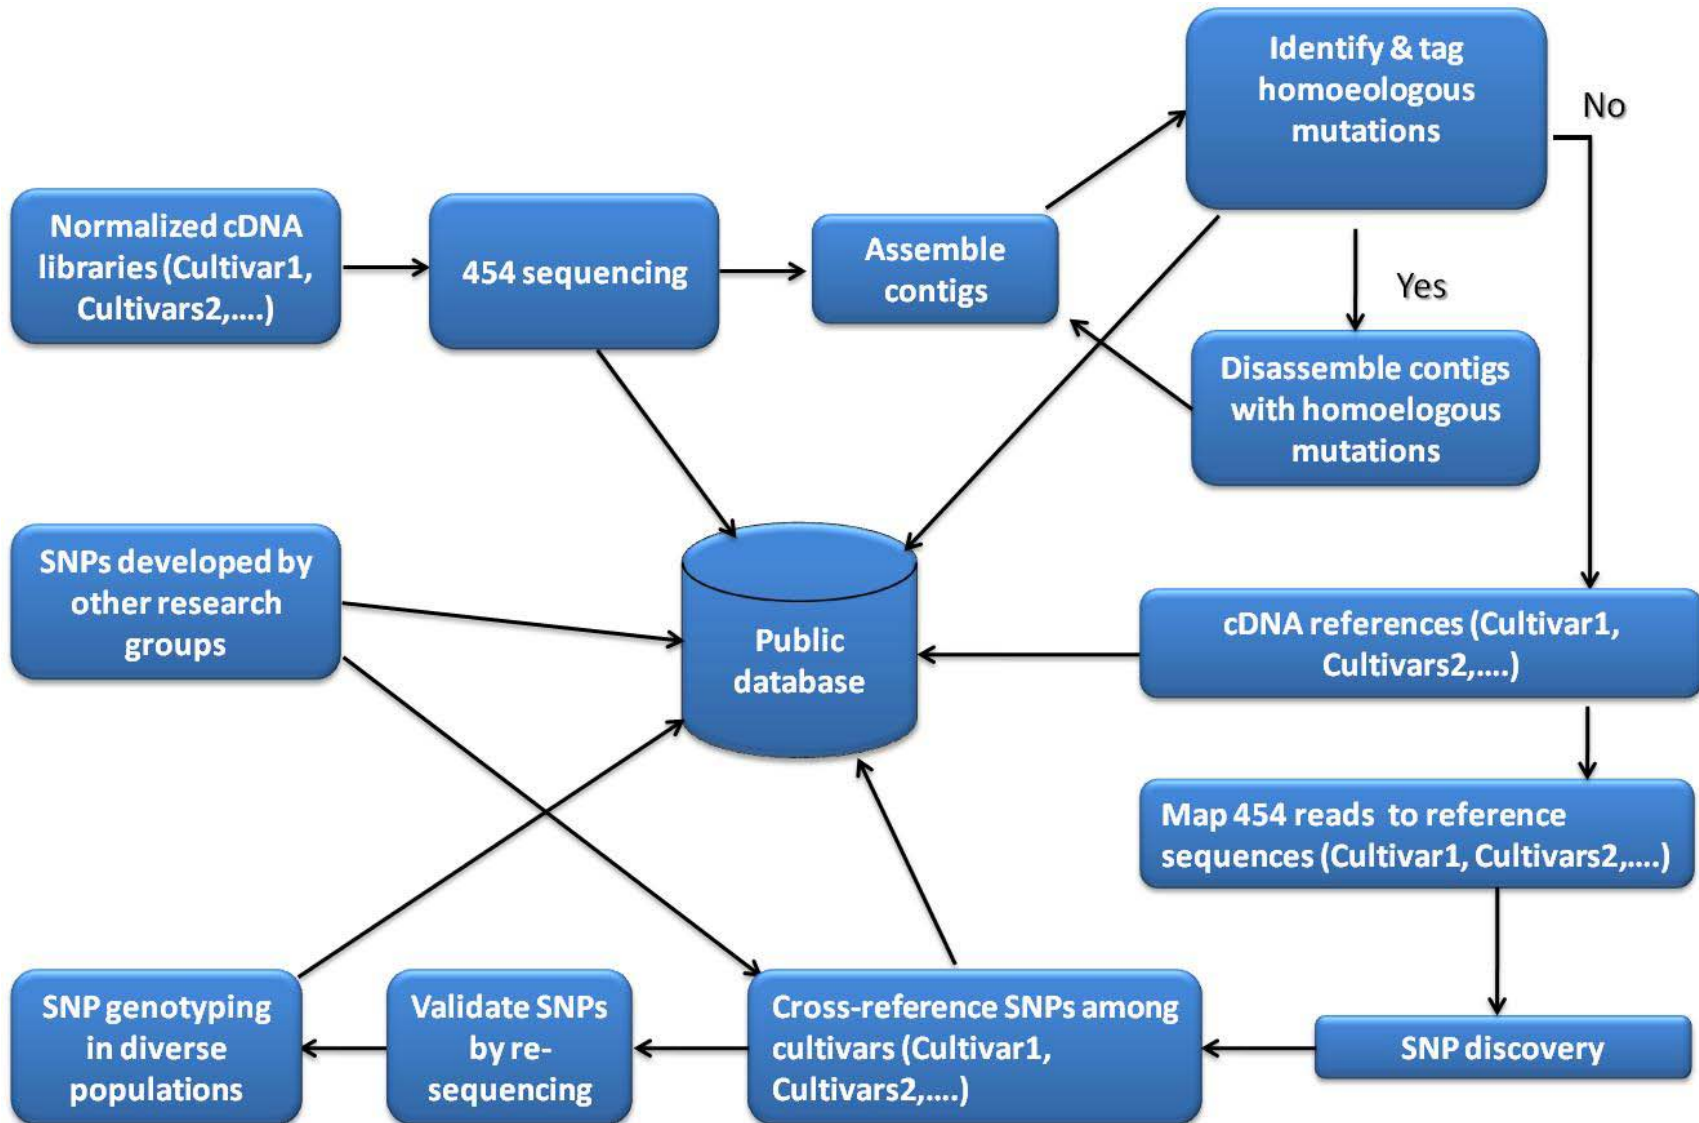 Identify & tag
homoeologous
mutations
No
Normalized cDNA
libraries (Cultivar1,
Cultivars2,....)
454 sequencing
Assemble
contigs
Yes
Disassemble contigs
with homoelogous
mutations
SNPs developed by
other research
groups
Public
database
cDNA references (Cultivar1,
Cultivars2,....)
Map 454 reads to reference
sequences (Cultivar1, Cultivars2,....)
SNP genotyping
in diverse
populations
Validate SNPs
by re-
sequencing
Cross-reference SNPs among
cultivars (Cultivar1,
Cultivars2,....)
SNP discovery